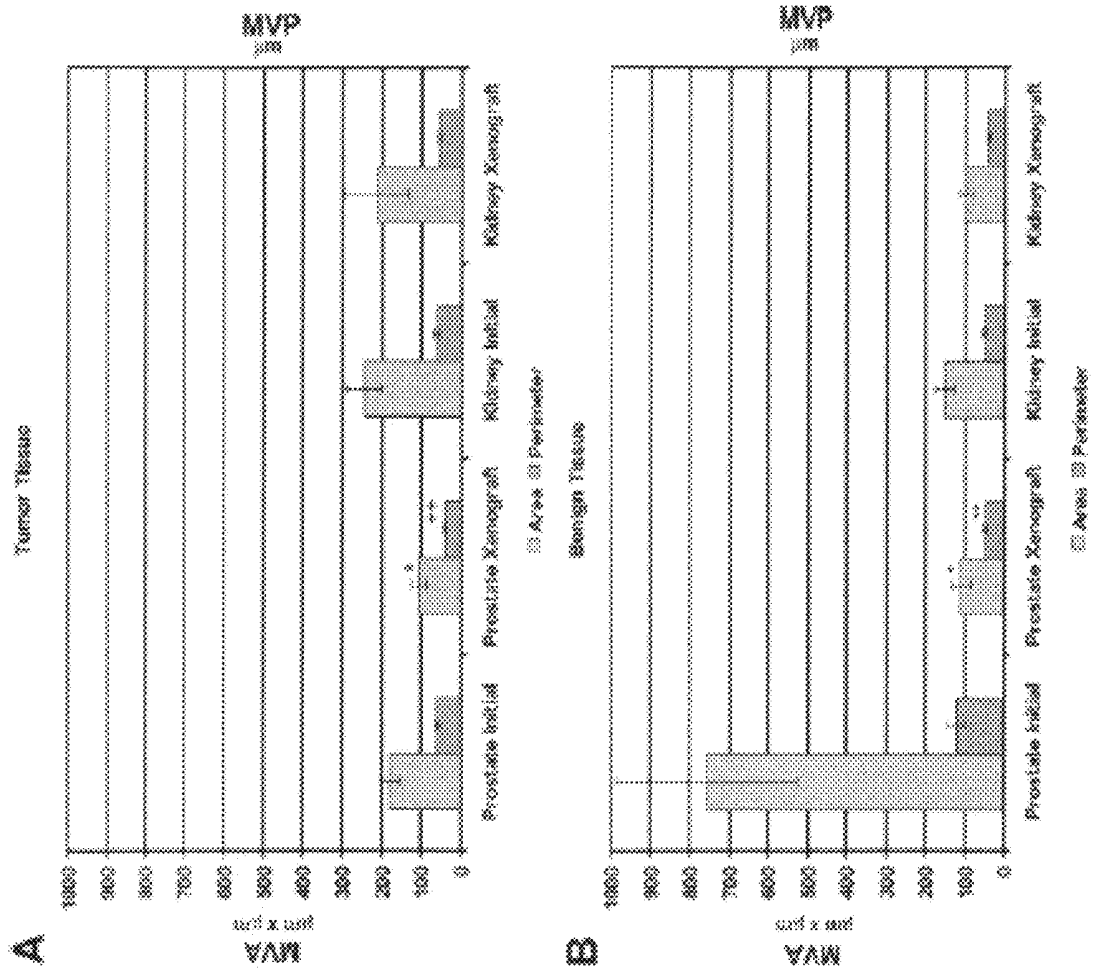 A
Tumor Tissue
MVA
µm x µm
1000
900
800
700
600
500
400
300
200
100
0
MVP
µm
Prostate Initial
Prostate Xenograft
Kidney Initial
Kidney Xenograft
* **
Area Perimeter
B
Benign Tissue
MVA
µm x µm
1000
900
800
700
600
500
400
300
200
100
0
MVP
µm
Prostate Initial
Prostate Xenograft
Kidney Initial
Kidney Xenograft
* **
Area Perimeter